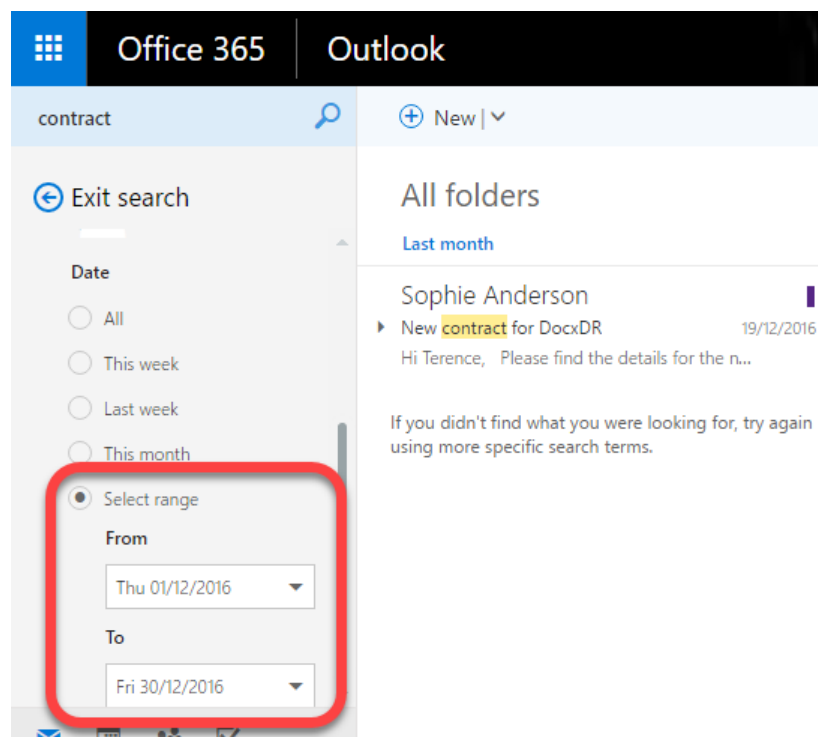 Office 365 Outlook
contract
New
Exit search
Date
All
This week
Last week
This month
Select range
From
Thu 01/12/2016
To
Fri 30/12/2016
All folders
Last month
Sophie Anderson
New contract for DocxDR 19/12/2016
Hi Terence, Please find the details for the n...
If you didn't find what you were looking for, try again
using more specific search terms.